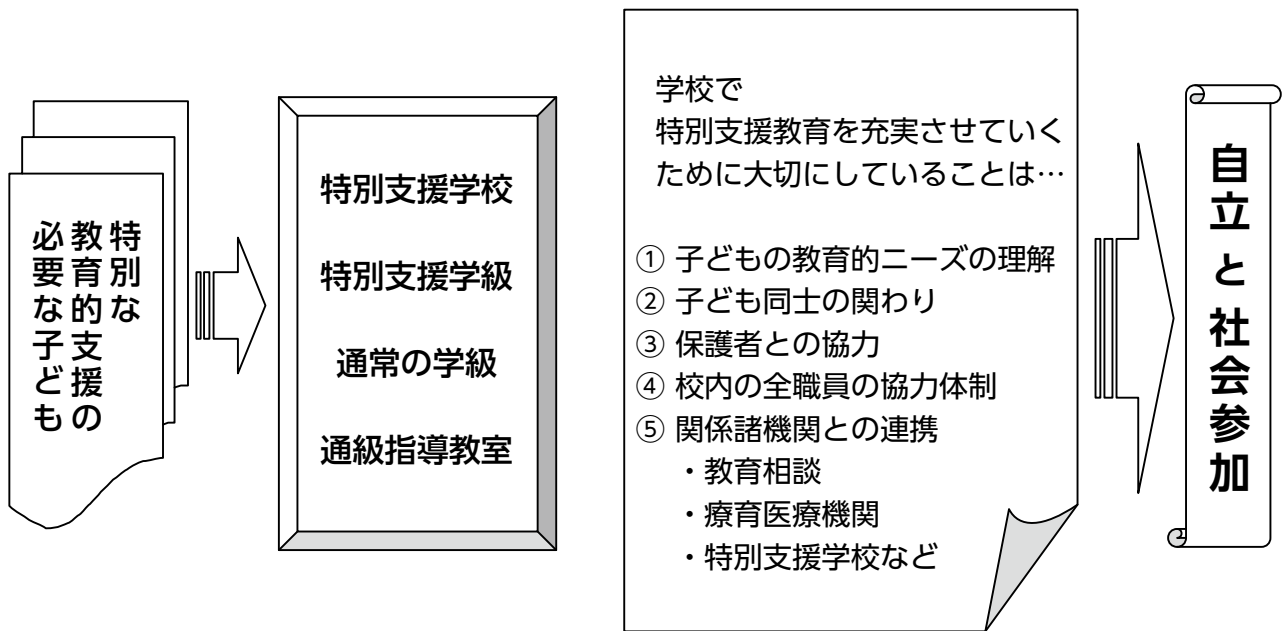 特別な
教育的支援の
必要な子ども
特別支援学校
特別支援学級
通常の学級
通級指導教室
学校で
特別支援教育を充実させていく
ために大切にしていることは…
① 子どもの教育的ニーズの理解
② 子ども同士の関わり
③ 保護者との協力
④ 校内の全職員の協力体制
⑤ 関係諸機関との連携
・教育相談
・療育医療機関
・特別支援学校など
自立と社会参加